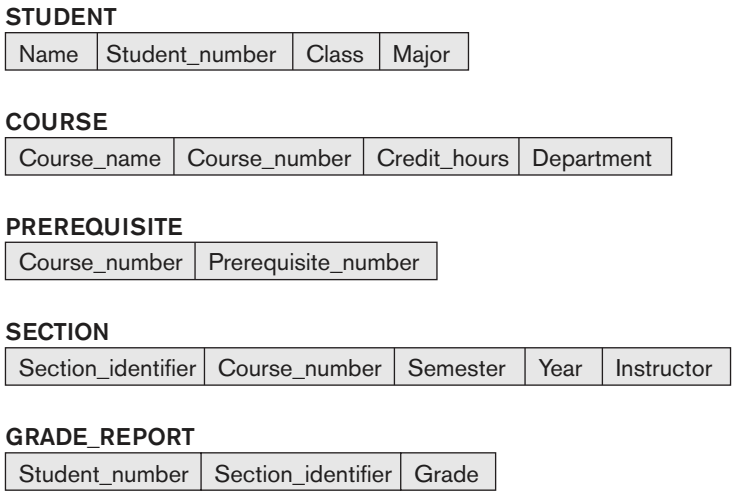 STUDENT
Name Student_number Class Major
COURSE
Course_name Course_number Credit_hours Department
PREREQUISITE
Course_number Prerequisite_number
SECTION
Section_identifier Course_number Semester Year Instructor
GRADE_REPORT
Student_number Section_identifier Grade